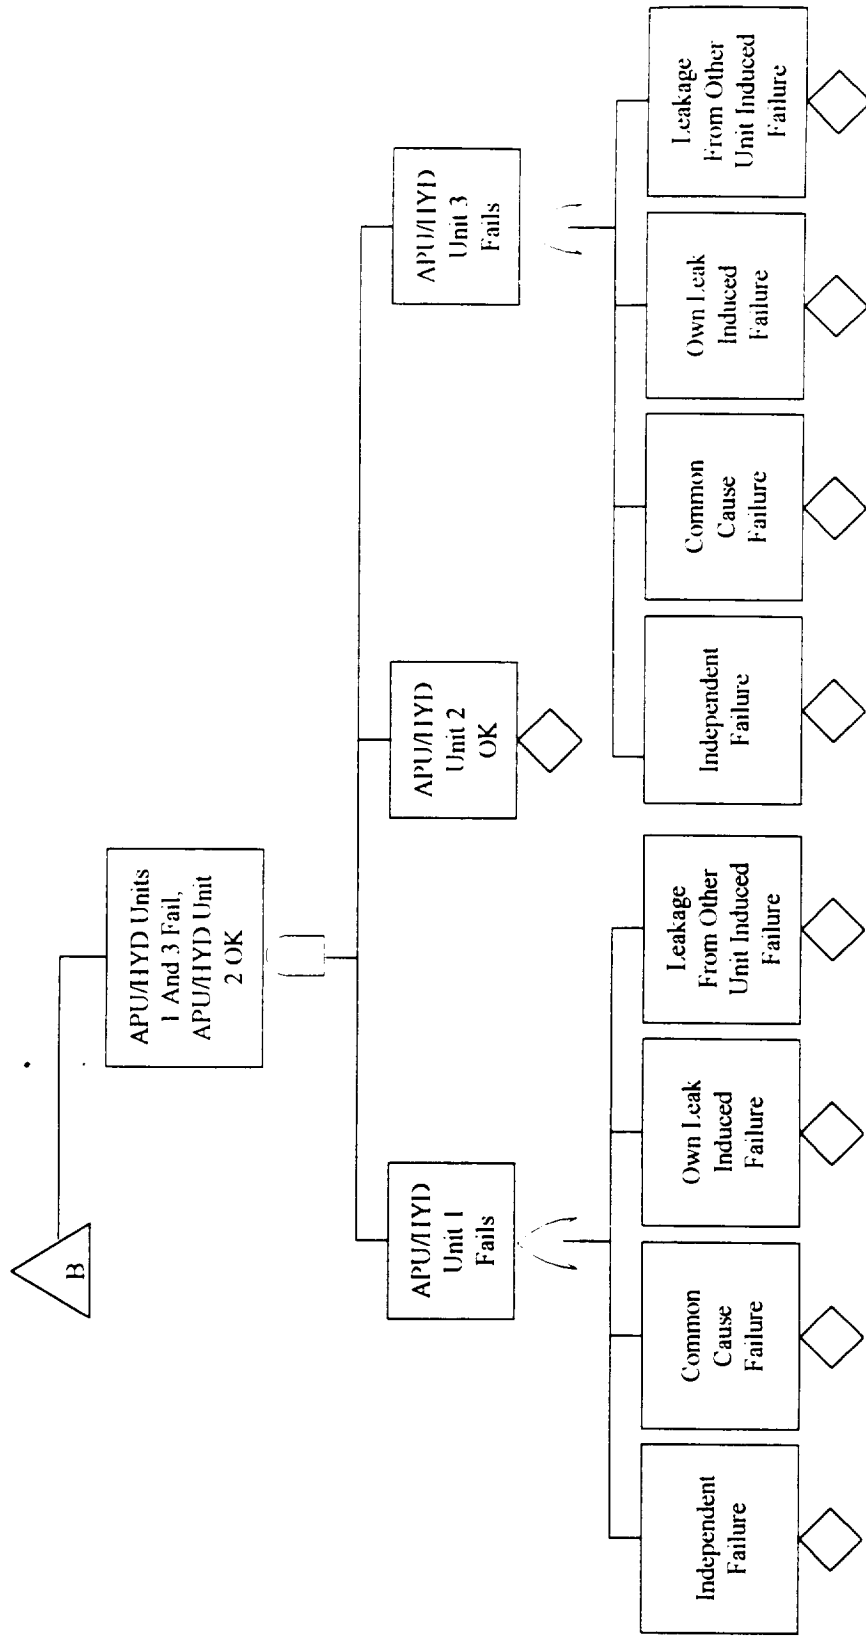 B
APU/HYD Units
1 And 3 Fail,
APU/HYD Unit
2 OK
APU/HYD
Unit 1
Fails
APU/HYD
Unit 2
OK
APU/HYD
Unit 3
Fails
Independent
Failure
Common
Cause
Failure
Own Leak
Induced
Failure
Leakage
From Other
Unit Induced
Failure
Independent
Failure
Common
Cause
Failure
Own Leak
Induced
Failure
Leakage
From Other
Unit Induced
Failure